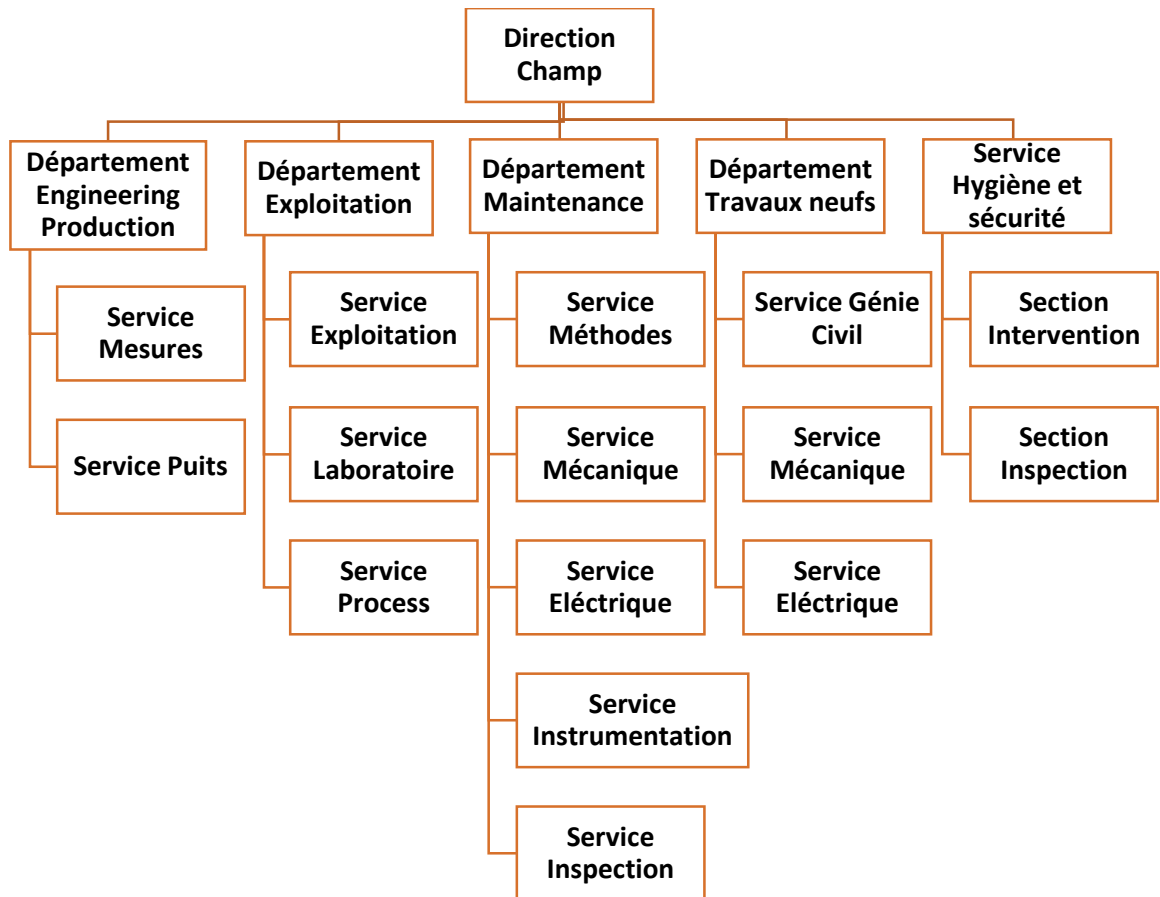 Direction
Champ
Département
Engineering
Production
Département
Exploitation
Département
Maintenance
Département
Travaux neufs
Service
Hygiène et
sécurité
Service
Mesures
Service
Exploitation
Service
Méthodes
Service Génie
Civil
Section
Intervention
Service Puits
Service
Laboratoire
Service
Mécanique
Service
Mécanique
Section
Inspection
Service
Process
Service
Eléctrique
Service
Eléctrique
Service
Instrumentation
Service
Inspection